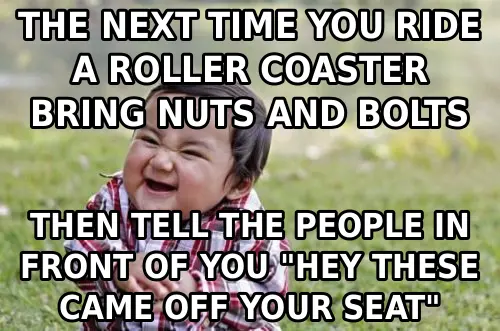 THE NEXT TIME YOU RIDE
A ROLLER COASTER
BRING NUTS AND BOLTS
THEN TELL THE PEOPLE IN
FRONT OF YOU "HEY THESE
CAME OFF YOUR SEAT"